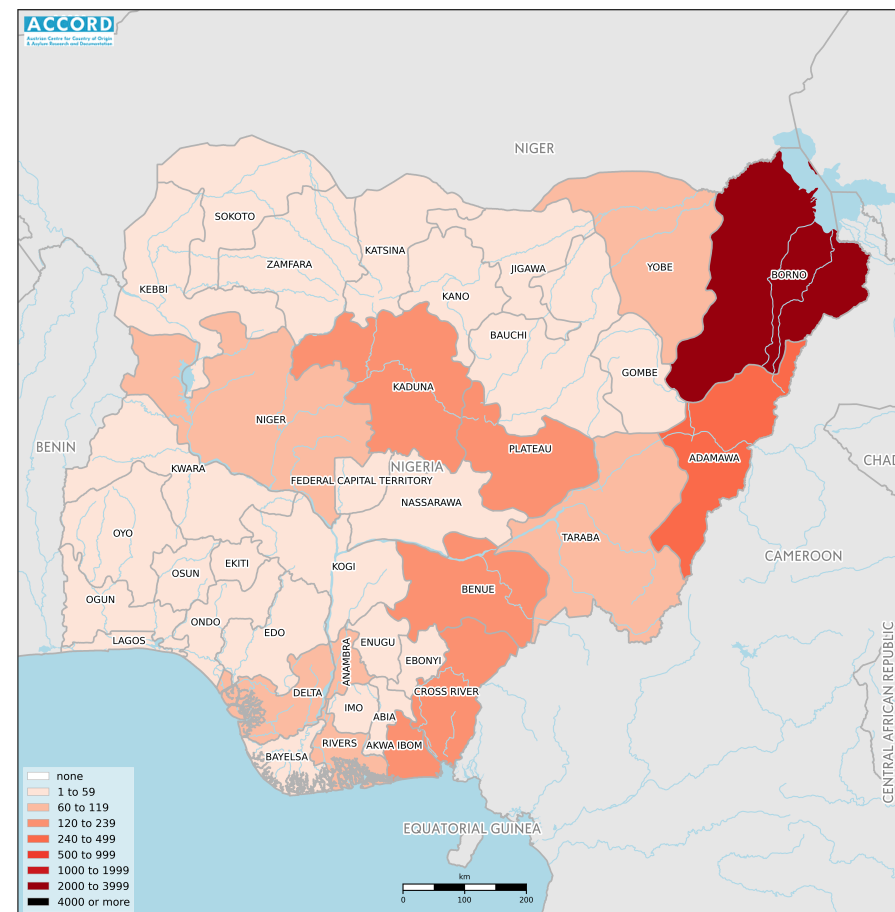 ACCORD
Austrian Centre for Country of Origin
& Asylum Research and Documentation
NIGER
SOKOTO
KATSINA
ZAMFARA
JIGAWA
YOBE
BORNO
KEBBI
KANO
BAUCHI
GOMBE
KADUNA
NIGER
BENIN
PLATEAU
ADAMAWA
CHAD
KWARA
NIGERIA
FEDERAL CAPITAL TERRITORY
NASSARAWA
OYO
TARABA
CAMEROON
EKITI
KOGI
OSUN
BENUE
OGUN
ONDO
EDO
LAGOS
ENUGU
ANAMBRA
EBONYI
CENTRAL AFRICAN REPUBLIC
DELTA
CROSS RIVER
IMO
ABIA
RIVERS
AKWA IBOM
BAYELSA
EQUATORIAL GUINEA
none
1 to 59
60 to 119
120 to 239
240 to 499
500 to 999
1000 to 1999
2000 to 3999
4000 or more
km
0 100 200